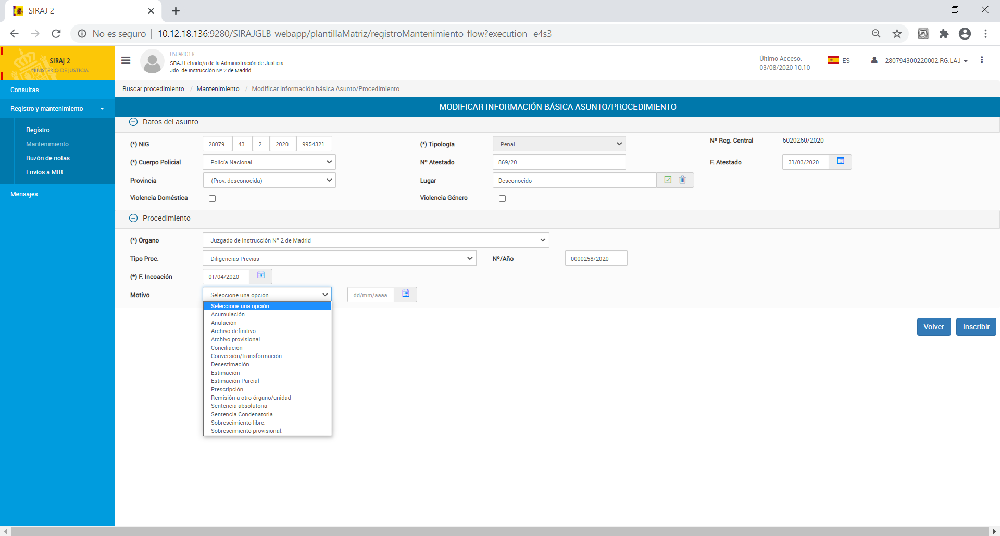 SIRAJ 2
No es seguro | 10.12.18.136:9280/SIRAJGLB-webapp/plantillaMatriz/registroMantenimiento-flow?execution=e4s3
SIRAJ 2
MINISTERIO DE JUSTICIA
USUARIO1 R
SRAJ Letrado/a de la Administración de Justicia
Jdo. de Instrucción Nº 2 de Madrid
Último Acceso:
03/08/2020 10:10
ES
280794300220002-RG.LAJ
Consultas
Registro y mantenimiento
Registro
Mantenimiento
Buzón de notas
Envíos a MIR
Mensajes
Buscar procedimiento / Mantenimiento / Modificar información básica Asunto/Procedimiento
MODIFICAR INFORMACIÓN BÁSICA ASUNTO/PROCEDIMIENTO
Datos del asunto
(*) NIG 28079 43 2 2020 9954321 (*) Tipología Penal Nº Reg. Central 6020260/2020
(*) Cuerpo Policial Policía Nacional Nº Atestado 869/20 F. Atestado 31/03/2020
Provincia (Prov. desconocida) Lugar Desconocido
Violencia Doméstica Violencia Género
Procedimiento
(*) Órgano Juzgado de Instrucción Nº 2 de Madrid
Tipo Proc. Diligencias Previas Nº/Año 0000258/2020
(*) F. Incoación 01/04/2020
Motivo Seleccione una opción ... dd/mm/aaaa
Seleccione una opción ...
Acumulación
Anulación
Archivo definitivo
Archivo provisional
Conciliación
Conversión/transformación
Desestimación
Estimación
Estimación Parcial
Prescripción
Remisión a otro órgano/unidad
Sentencia absolutoria
Sentencia Condenatoria
Sobreseimiento libre.
Sobreseimiento provisional.
Volver Inscribir